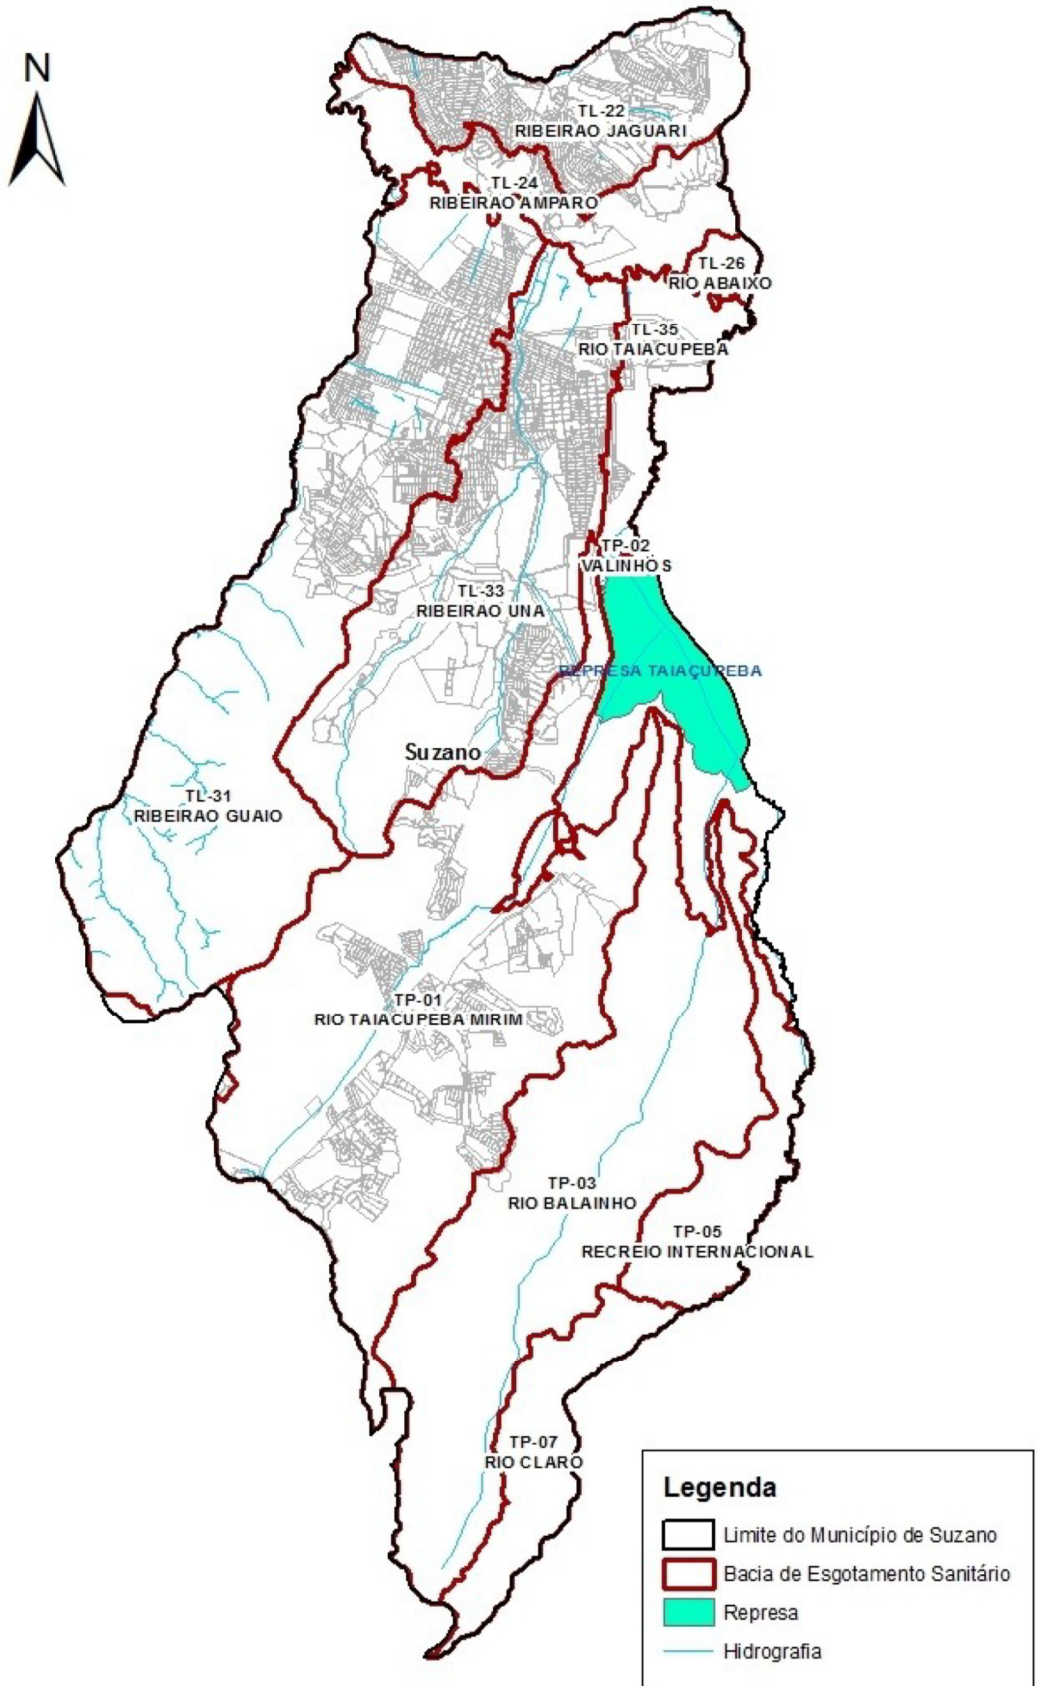 N
TL-22
RIBEIRAO JAGUARI
TL-24
RIBEIRAO AMPARO
TL-26
RIO ABAIXO
TL-35
RIO TAIACUPEBA
TP-02
VALINHOS
TL-33
RIBEIRAO UNA
REPRESA TAIAÇUPEBA
Suzano
TL-31
RIBEIRAO GUAIO
TP-01
RIO TAIACUPEBA MIRIM
TP-03
RIO BALAINHO
TP-05
RECREIO INTERNACIONAL
TP-07
RIO CLARO
Legenda
Limite do Município de Suzano
Bacia de Esgotamento Sanitário
Represa
Hidrografia